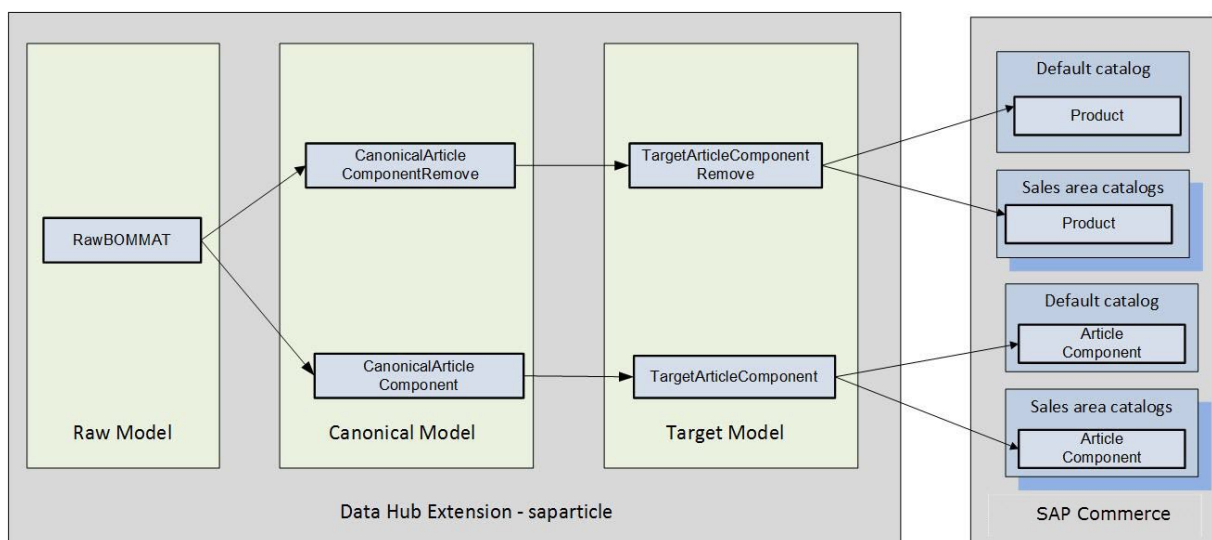 Default catalog
Product
CanonicalArticle
ComponentRemove
TargetArticleComponent
Remove
Sales area catalogs
Product
RawBOMMAT
Default catalog
Article
Component
CanonicalArticle
Component
TargetArticleComponent
Sales area catalogs
Article
Component
Raw Model
Canonical Model
Target Model
Data Hub Extension - saparticle
SAP Commerce